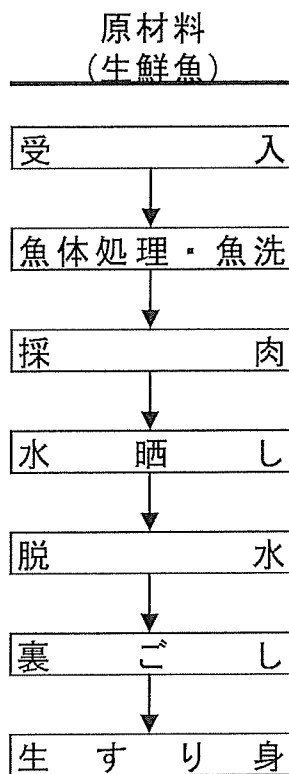 原材料
(生鮮魚)
受入
魚体処理・魚洗
採肉
水晒し
脱水
裏ごし
生すり身